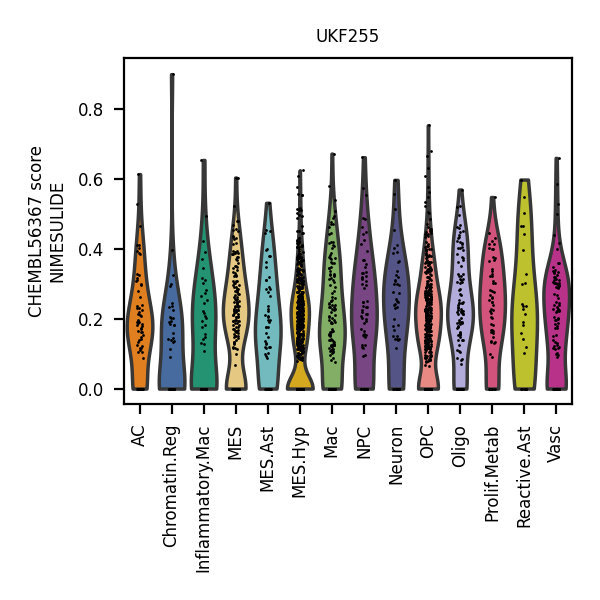 UKF255
CHEMBL56367 score
NIMESULIDE
0.8
0.6
0.4
0.2
0.0
AC
Chromatin.Reg
Inflammatory.Mac
MES
MES.Ast
MES.Hyp
Mac
NPC
Neuron
OPC
Oligo
Prolif.Metab
Reactive.Ast
Vasc